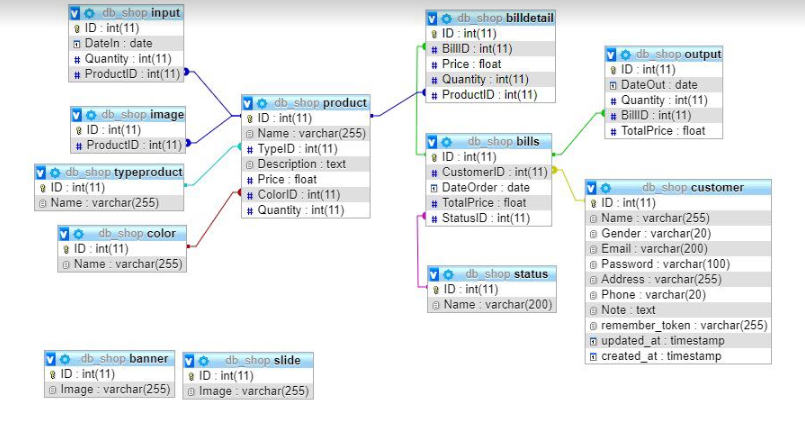 db_shop input
ID : int(11)
DateIn : date
Quantity : int(11)
ProductID : int(11)
db_shop image
ID : int(11)
ProductID : int(11)
db_shop typeproduct
ID : int(11)
Name : varchar(255)
db_shop color
ID : int(11)
Name : varchar(255)
db_shop banner
ID : int(11)
Image : varchar(255)
db_shop slide
ID : int(11)
Image : varchar(255)
db_shop product
ID : int(11)
Name : varchar(255)
TypeID : int(11)
Description : text
Price : float
ColorID : int(11)
Quantity : int(11)
db_shop billdetail
ID : int(11)
BillID : int(11)
Price : float
Quantity : int(11)
ProductID : int(11)
db_shop bills
ID : int(11)
CustomerID : int(11)
DateOrder : date
TotalPrice : float
StatusID : int(11)
db_shop status
ID : int(11)
Name : varchar(200)
db_shop output
ID : int(11)
DateOut : date
Quantity : int(11)
BillID : int(11)
TotalPrice : float
db_shop customer
ID : int(11)
Name : varchar(255)
Gender : varchar(20)
Email : varchar(200)
Password : varchar(100)
Address : varchar(255)
Phone : varchar(20)
Note : text
remember_token : varchar(255)
updated_at : timestamp
created_at : timestamp